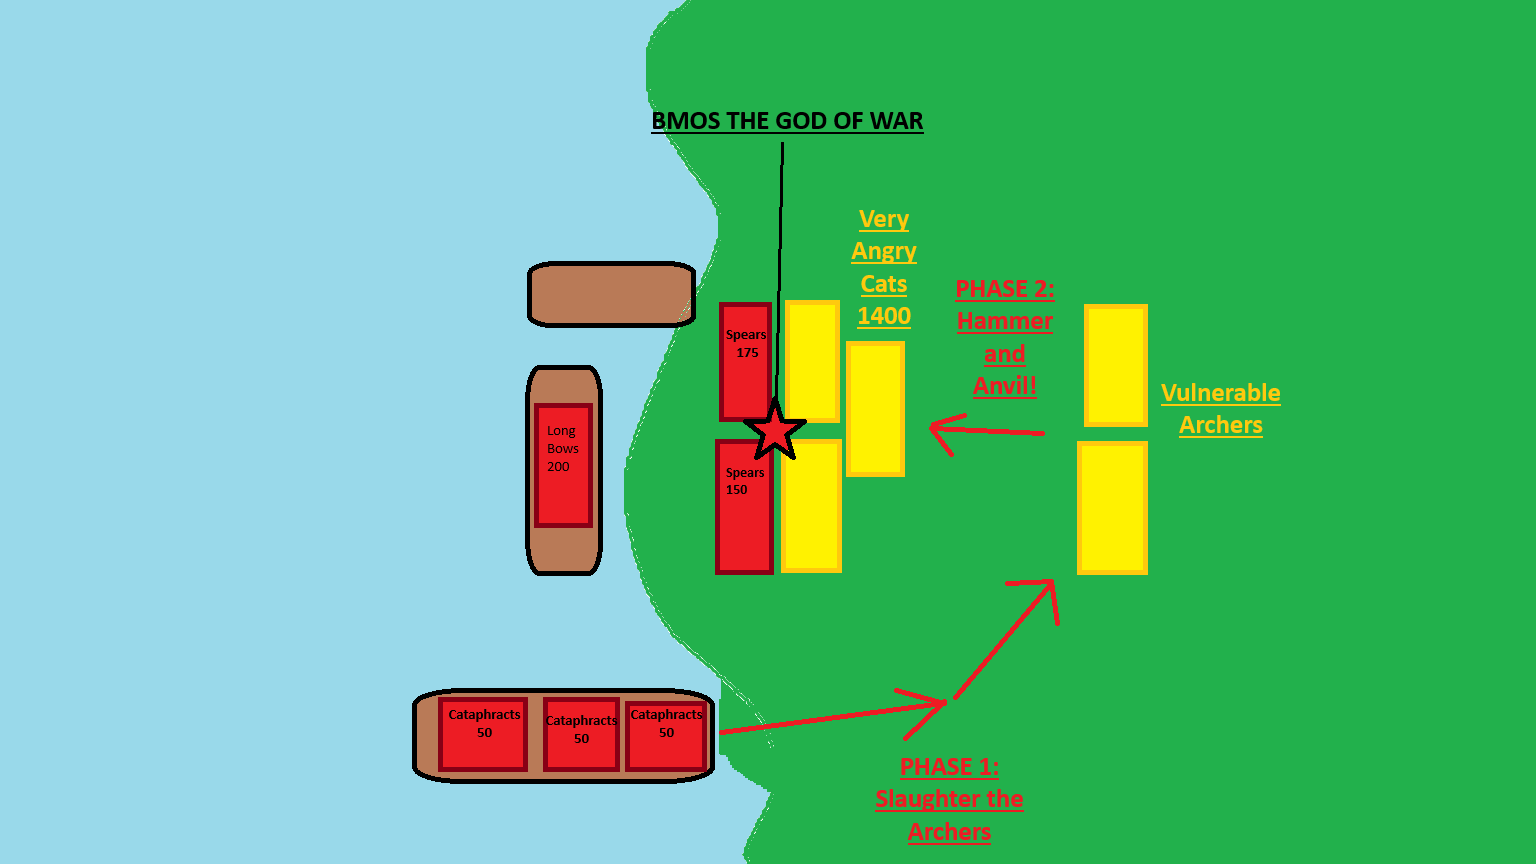 BMOS THE GOD OF WAR
Very
Angry
Cats
1400
PHASE 2:
Hammer
and
Anvil!
Spears
175
Vulnerable
Archers
Long
Bows
200
Spears
150
Cataphracts
50
Cataphracts
50
Cataphracts
50
PHASE 1:
Slaughter the
Archers